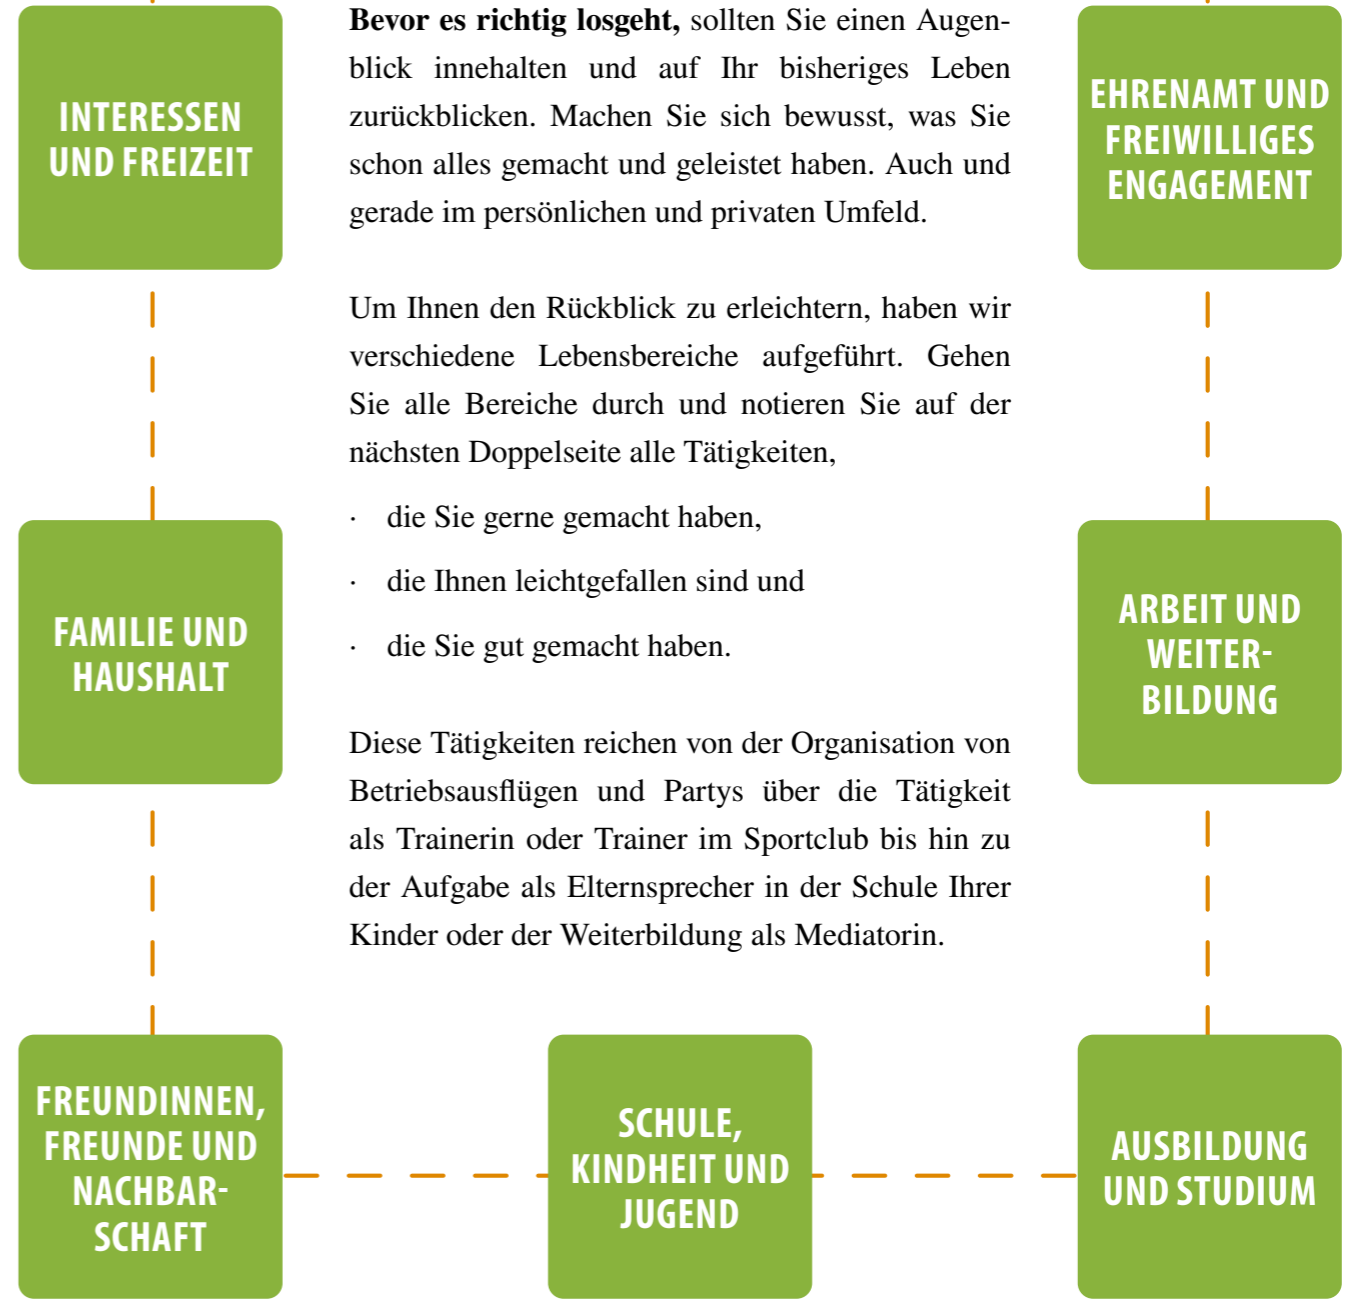 INTERESSEN
UND FREIZEIT
Bevor es richtig losgeht, sollten Sie einen Augen-
blick innehalten und auf Ihr bisheriges Leben
zurückblicken. Machen Sie sich bewusst, was Sie
schon alles gemacht und geleistet haben. Auch und
gerade im persönlichen und privaten Umfeld.
EHRENAMT UND
FREIWILLIGES
ENGAGEMENT
Um Ihnen den Rückblick zu erleichtern, haben wir
verschiedene Lebensbereiche aufgeführt. Gehen
Sie alle Bereiche durch und notieren Sie auf der
nächsten Doppelseite alle Tätigkeiten,
· die Sie gerne gemacht haben,
· die Ihnen leichtgefallen sind und
· die Sie gut gemacht haben.
FAMILIE UND
HAUSHALT
ARBEIT UND
WEITER-
BILDUNG
Diese Tätigkeiten reichen von der Organisation von
Betriebsausflügen und Partys über die Tätigkeit
als Trainerin oder Trainer im Sportclub bis hin zu
der Aufgabe als Elternsprecher in der Schule Ihrer
Kinder oder der Weiterbildung als Mediatorin.
FREUNDINNEN,
FREUNDE UND
NACHBAR-
SCHAFT
SCHULE,
KINDHEIT UND
JUGEND
AUSBILDUNG
UND STUDIUM